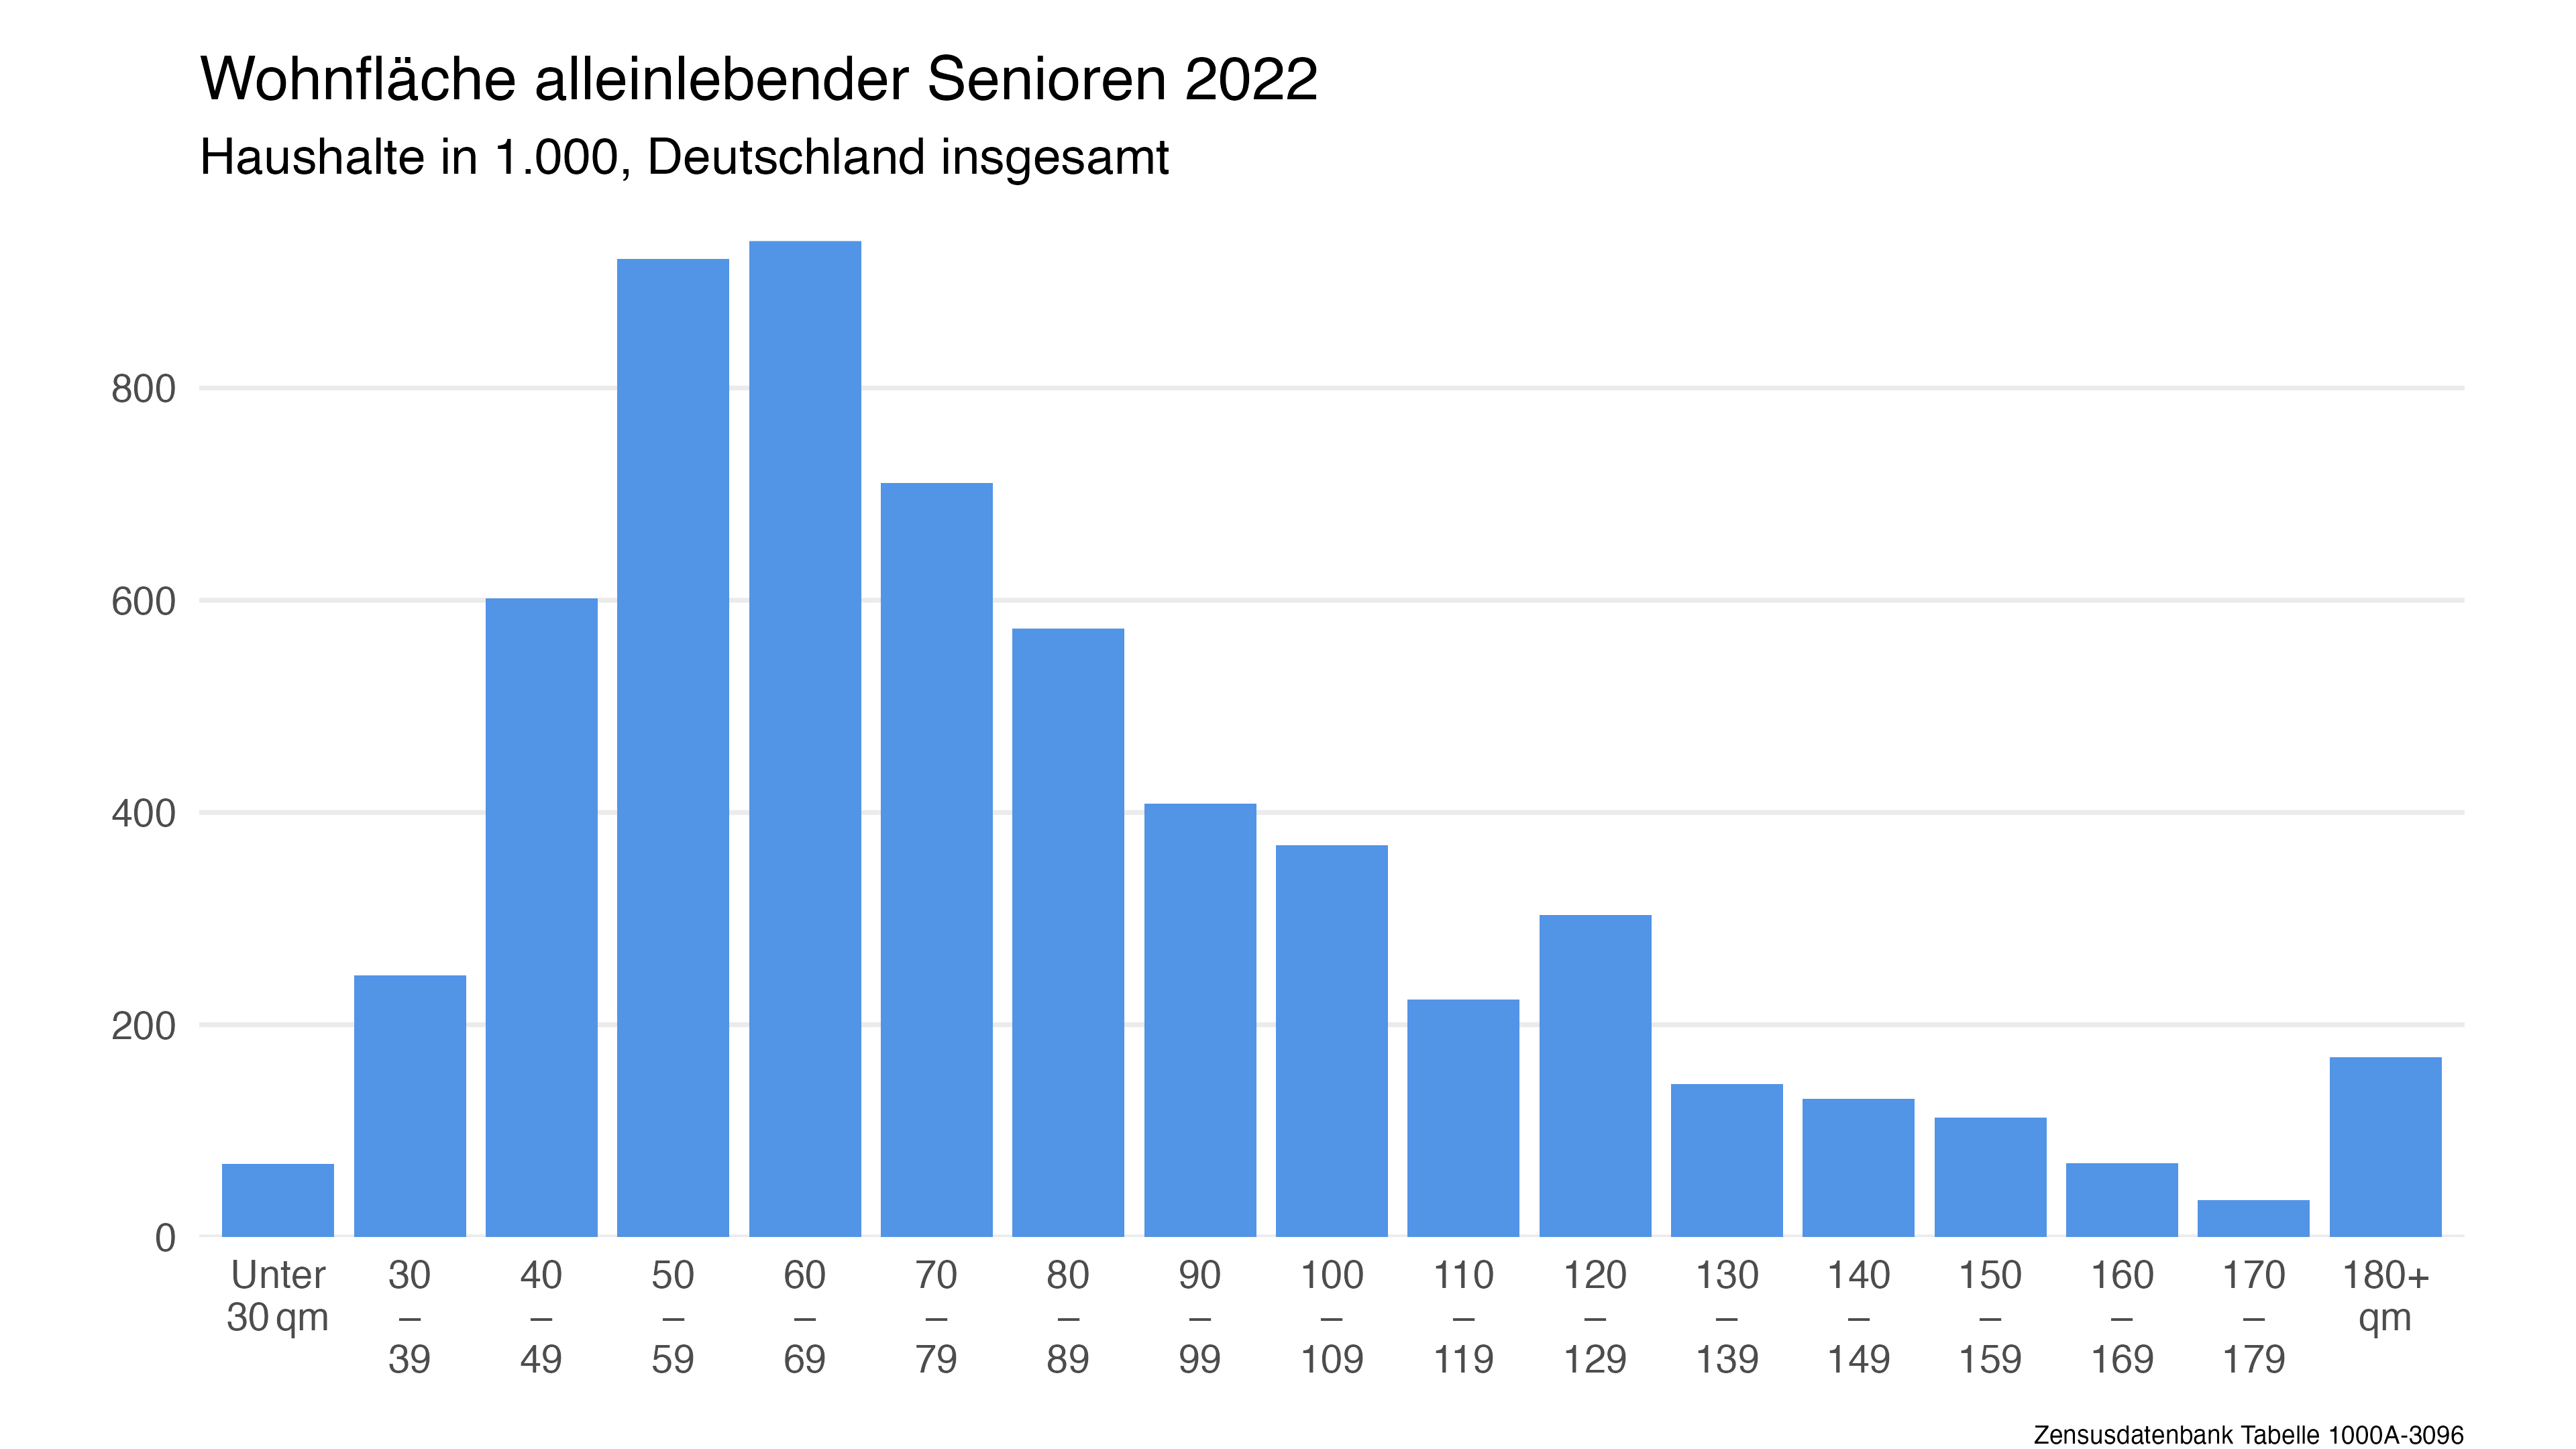 Wohnfläche alleinlebender Senioren 2022
Haushalte in 1.000, Deutschland insgesamt
800
600
400
200
0
Unter 30 qm
30 – 39
40 – 49
50 – 59
60 – 69
70 – 79
80 – 89
90 – 99
100 – 109
110 – 119
120 – 129
130 – 139
140 – 149
150 – 159
160 – 169
170 – 179
180+ qm
Zensusdatenbank Tabelle 1000A-3096